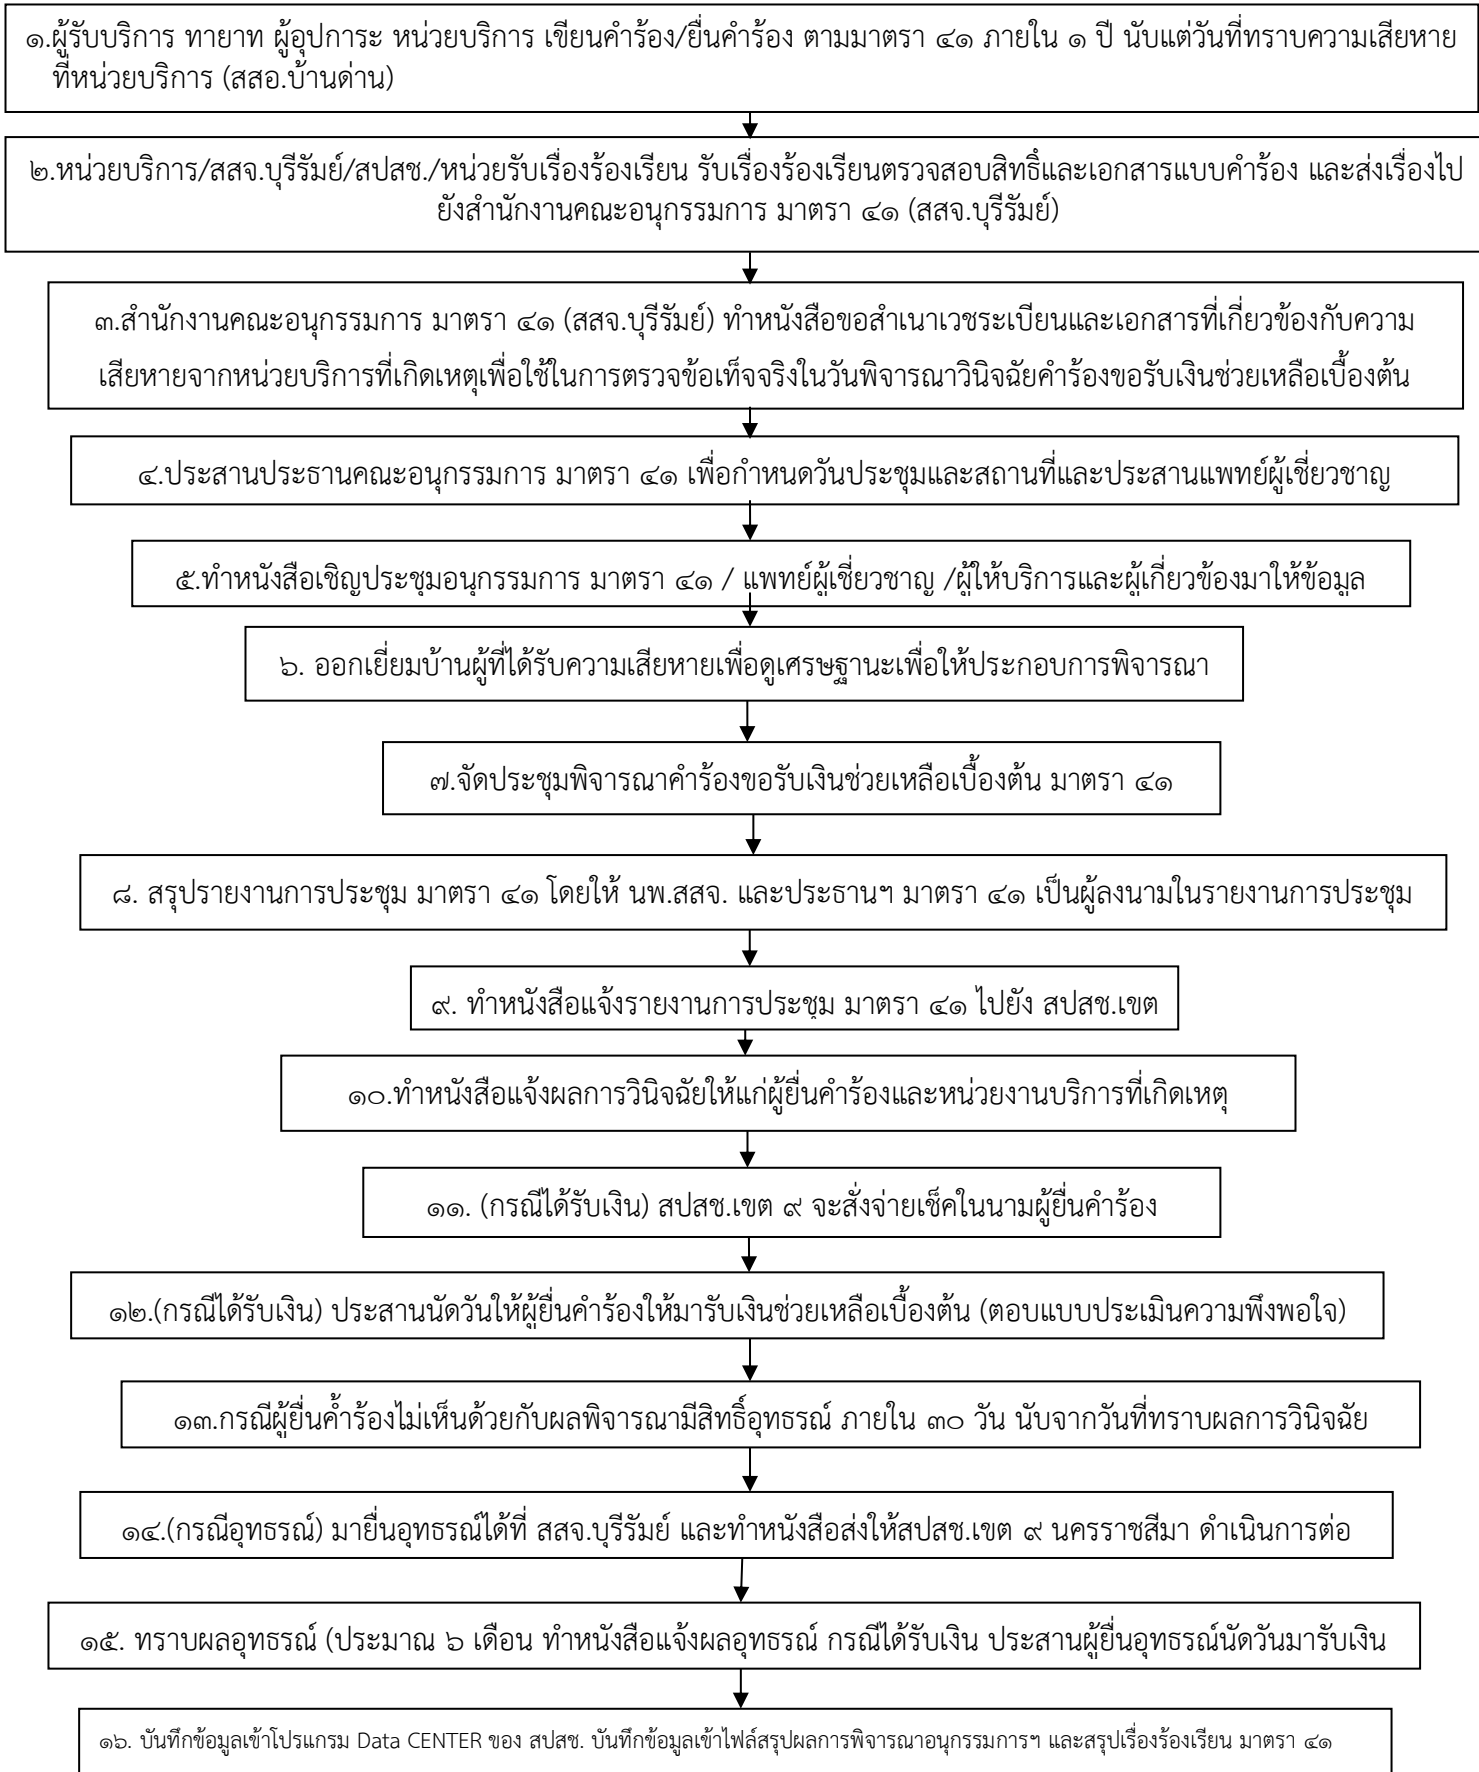 ๑.ผู้รับบริการ ทายาท ผู้อุปการะ หน่วยบริการ เขียนคำร้อง/ยื่นคำร้อง ตามมาตรา ๔๑ ภายใน ๑ ปี นับแต่วันที่ทราบความเสียหาย
ที่หน่วยบริการ (สสอ.บ้านด่าน)
๒.หน่วยบริการ/สสจ.บุรีรัมย์/สปสช./หน่วยรับเรื่องร้องเรียน รับเรื่องร้องเรียนตรวจสอบสิทธิ์และเอกสารแบบคำร้อง และส่งเรื่องไป
ยังสำนักงานคณะอนุกรรมการ มาตรา ๔๑ (สสจ.บุรีรัมย์)
๓.สำนักงานคณะอนุกรรมการ มาตรา ๔๑ (สสจ.บุรีรัมย์) ทำหนังสือขอสำเนาเวชระเบียนและเอกสารที่เกี่ยวข้องกับความ
เสียหายจากหน่วยบริการที่เกิดเหตุเพื่อใช้ในการตรวจข้อเท็จจริงในวันพิจารณาวินิจฉัยคำร้องขอรับเงินช่วยเหลือเบื้องต้น
๔.ประสานประธานคณะอนุกรรมการ มาตรา ๔๑ เพื่อกำหนดวันประชุมและสถานที่และประสานแพทย์ผู้เชี่ยวชาญ
๕.ทำหนังสือเชิญประชุมอนุกรรมการ มาตรา ๔๑ / แพทย์ผู้เชี่ยวชาญ /ผู้ให้บริการและผู้เกี่ยวข้องมาให้ข้อมูล
๖. ออกเยี่ยมบ้านผู้ที่ได้รับความเสียหายเพื่อดูเศรษฐานะเพื่อให้ประกอบการพิจารณา
๗.จัดประชุมพิจารณาคำร้องขอรับเงินช่วยเหลือเบื้องต้น มาตรา ๔๑
๘. สรุปรายงานการประชุม มาตรา ๔๑ โดยให้ นพ.สสจ. และประธานฯ มาตรา ๔๑ เป็นผู้ลงนามในรายงานการประชุม
๙. ทำหนังสือแจ้งรายงานการประชุม มาตรา ๔๑ ไปยัง สปสช.เขต
๑๐.ทำหนังสือแจ้งผลการวินิจฉัยให้แก่ผู้ยื่นคำร้องและหน่วยงานบริการที่เกิดเหตุ
๑๑. (กรณีได้รับเงิน) สปสช.เขต ๙ จะสั่งจ่ายเช็คในนามผู้ยื่นคำร้อง
๑๒.(กรณีได้รับเงิน) ประสานนัดวันให้ผู้ยื่นคำร้องให้มารับเงินช่วยเหลือเบื้องต้น (ตอบแบบประเมินความพึงพอใจ)
๑๓.กรณีผู้ยื่นค้ำร้องไม่เห็นด้วยกับผลพิจารณามีสิทธิ์อุทธรณ์ ภายใน ๓๐ วัน นับจากวันที่ทราบผลการวินิจฉัย
๑๔.(กรณีอุทธรณ์) มายื่นอุทธรณ์ได้ที่ สสจ.บุรีรัมย์ และทำหนังสือส่งให้สปสช.เขต ๙ นครราชสีมา ดำเนินการต่อ
๑๕. ทราบผลอุทธรณ์ (ประมาณ ๖ เดือน ทำหนังสือแจ้งผลอุทธรณ์ กรณีได้รับเงิน ประสานผู้ยื่นอุทธรณ์นัดวันมารับเงิน
๑๖. บันทึกข้อมูลเข้าโปรแกรม Data CENTER ของ สปสช. บันทึกข้อมูลเข้าไฟล์สรุปผลการพิจารณาอนุกรรมการฯ และสรุปเรื่องร้องเรียน มาตรา ๔๑